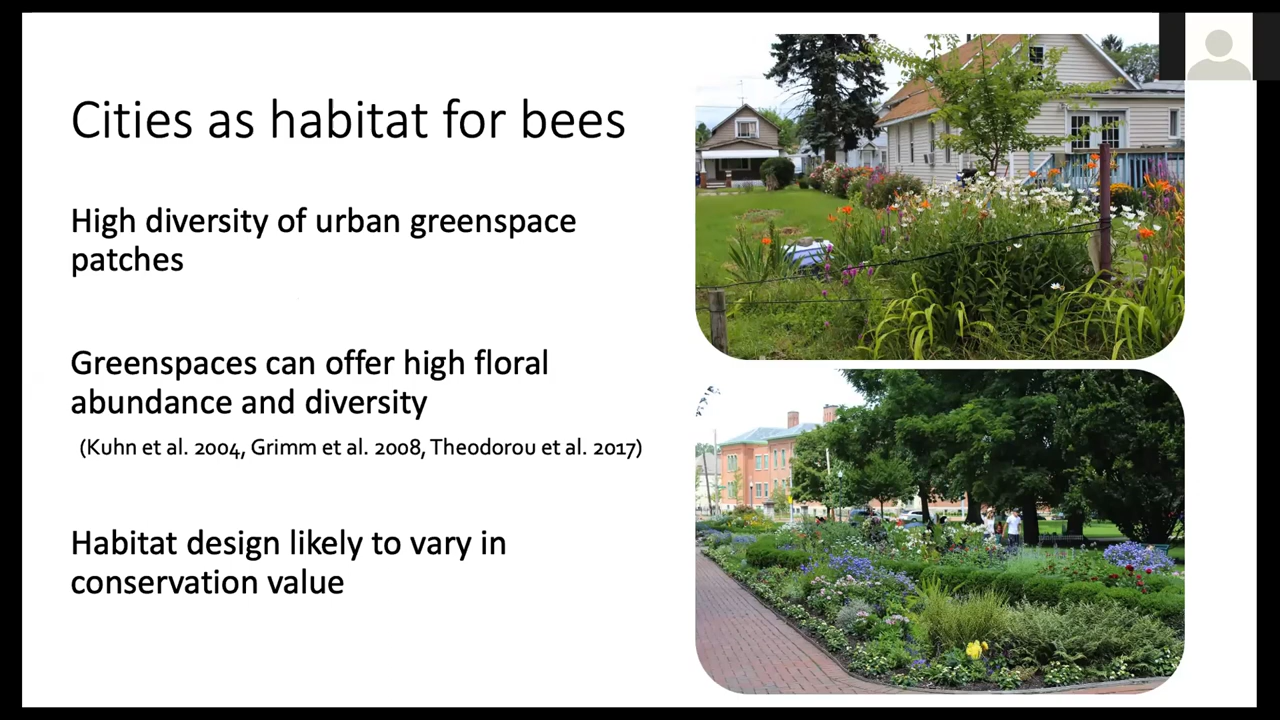 Cities as habitat for bees
High diversity of urban greenspace
patches
Greenspaces can offer high floral
abundance and diversity
(Kuhn et al. 2004, Grimm et al. 2008, Theodorou et al. 2017)
Habitat design likely to vary in
conservation value